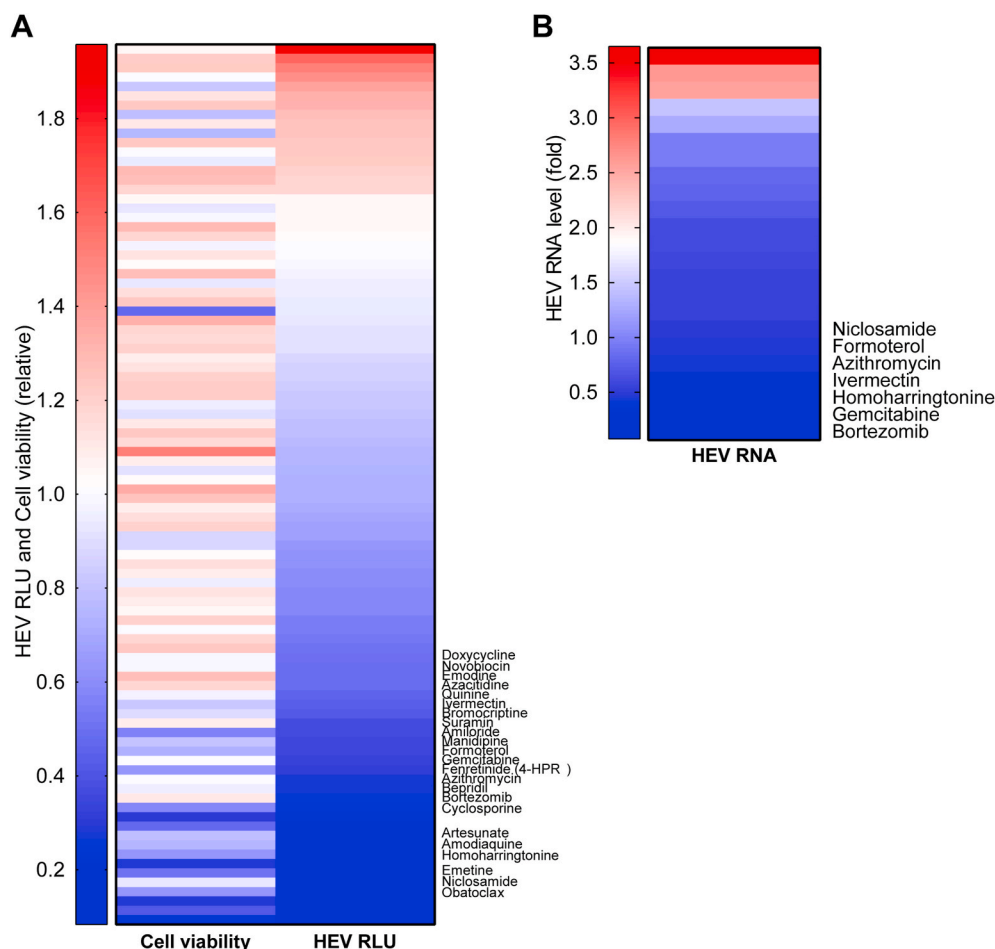 A
HEV RLU and Cell viability (relative)
1.8
1.6
1.4
1.2
1.0
0.8
0.6
0.4
0.2
Doxycycline
Novobiocin
Emodine
Azacitidine
Quinine
Ivermectin
Bromocriptine
Suramin
Amiloride
Manidipine
Formoterol
Gemcitabine
Fenretinide (4-HPR )
Azithromycin
Bepridil
Bortezomib
Cyclosporine
Artesunate
Amodiaquine
Homoharringtonine
Emetine
Niclosamide
Obatoclax
Cell viability HEV RLU
B
HEV RNA level (fold)
3.5
3.0
2.5
2.0
1.5
1.0
0.5
Niclosamide
Formoterol
Azithromycin
Ivermectin
Homoharringtonine
Gemcitabine
Bortezomib
HEV RNA